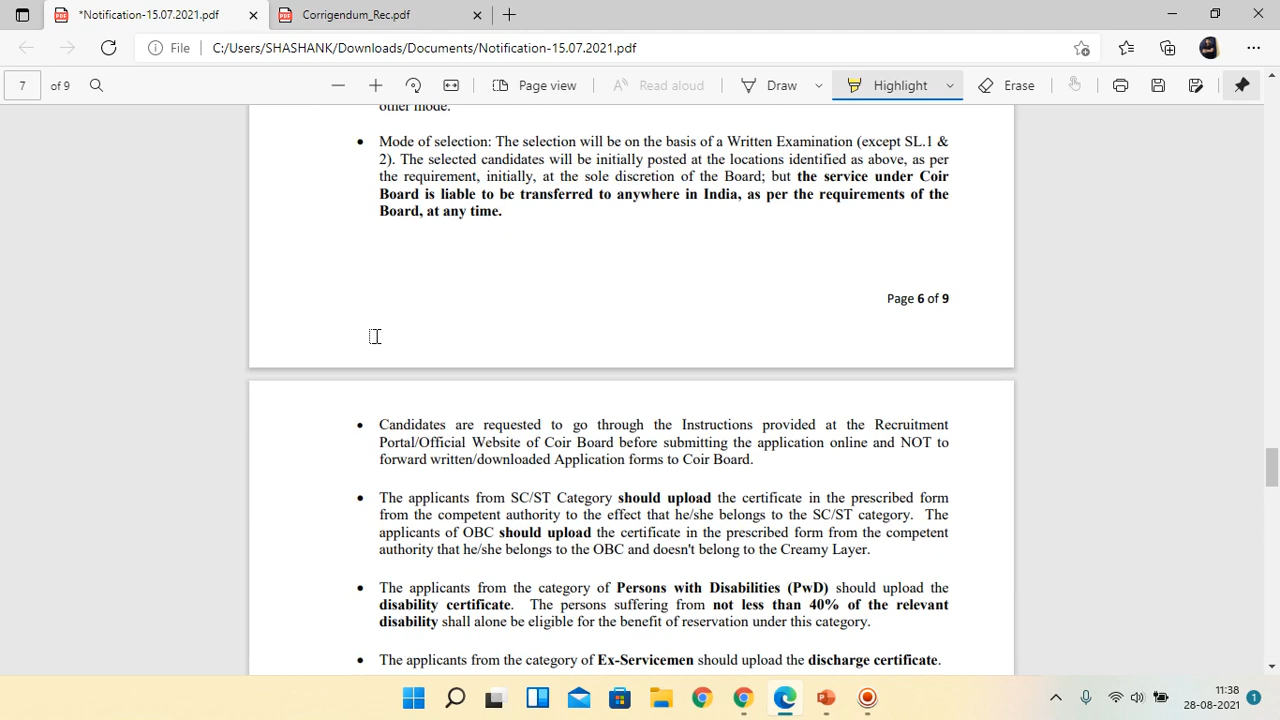 *Notification-15.07.2021.pdf
Corrigendum_Rec.pdf
File
C:/Users/SHASHANK/Downloads/Documents/Notification-15.07.2021.pdf
7 of 9
Page view
Read aloud
Draw
Highlight
Erase
other mode.
• Mode of selection: The selection will be on the basis of a Written Examination (except SL.1 &
2). The selected candidates will be initially posted at the locations identified as above, as per
the requirement, initially, at the sole discretion of the Board; but the service under Coir
Board is liable to be transferred to anywhere in India, as per the requirements of the
Board, at any time.
Page 6 of 9
• Candidates are requested to go through the Instructions provided at the Recruitment
Portal/Official Website of Coir Board before submitting the application online and NOT to
forward written/downloaded Application forms to Coir Board.
• The applicants from SC/ST Category should upload the certificate in the prescribed form
from the competent authority to the effect that he/she belongs to the SC/ST category. The
applicants of OBC should upload the certificate in the prescribed form from the competent
authority that he/she belongs to the OBC and doesn't belong to the Creamy Layer.
• The applicants from the category of Persons with Disabilities (PwD) should upload the
disability certificate. The persons suffering from not less than 40% of the relevant
disability shall alone be eligible for the benefit of reservation under this category.
• The applicants from the category of Ex-Servicemen should upload the discharge certificate.
11:38
28-08-2021
1